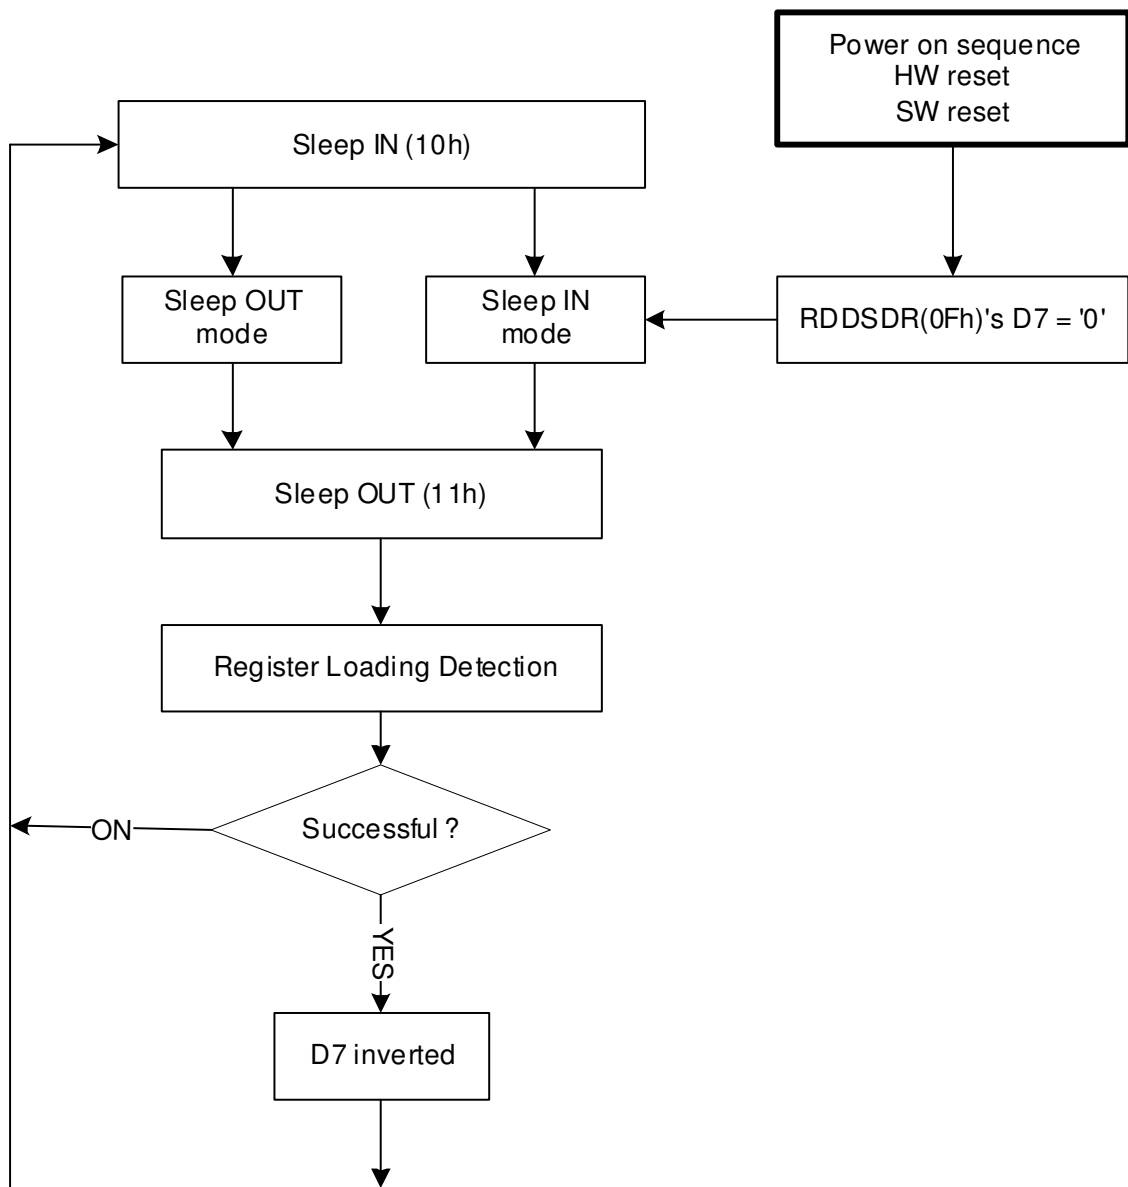 Power on sequence
HW reset
SW reset
Sleep IN (10h)
Sleep OUT
mode
Sleep IN
mode
RDDSDR(0Fh)'s D7 = '0'
Sleep OUT (11h)
Register Loading Detection
Successful ?
ON
YES
D7 inverted